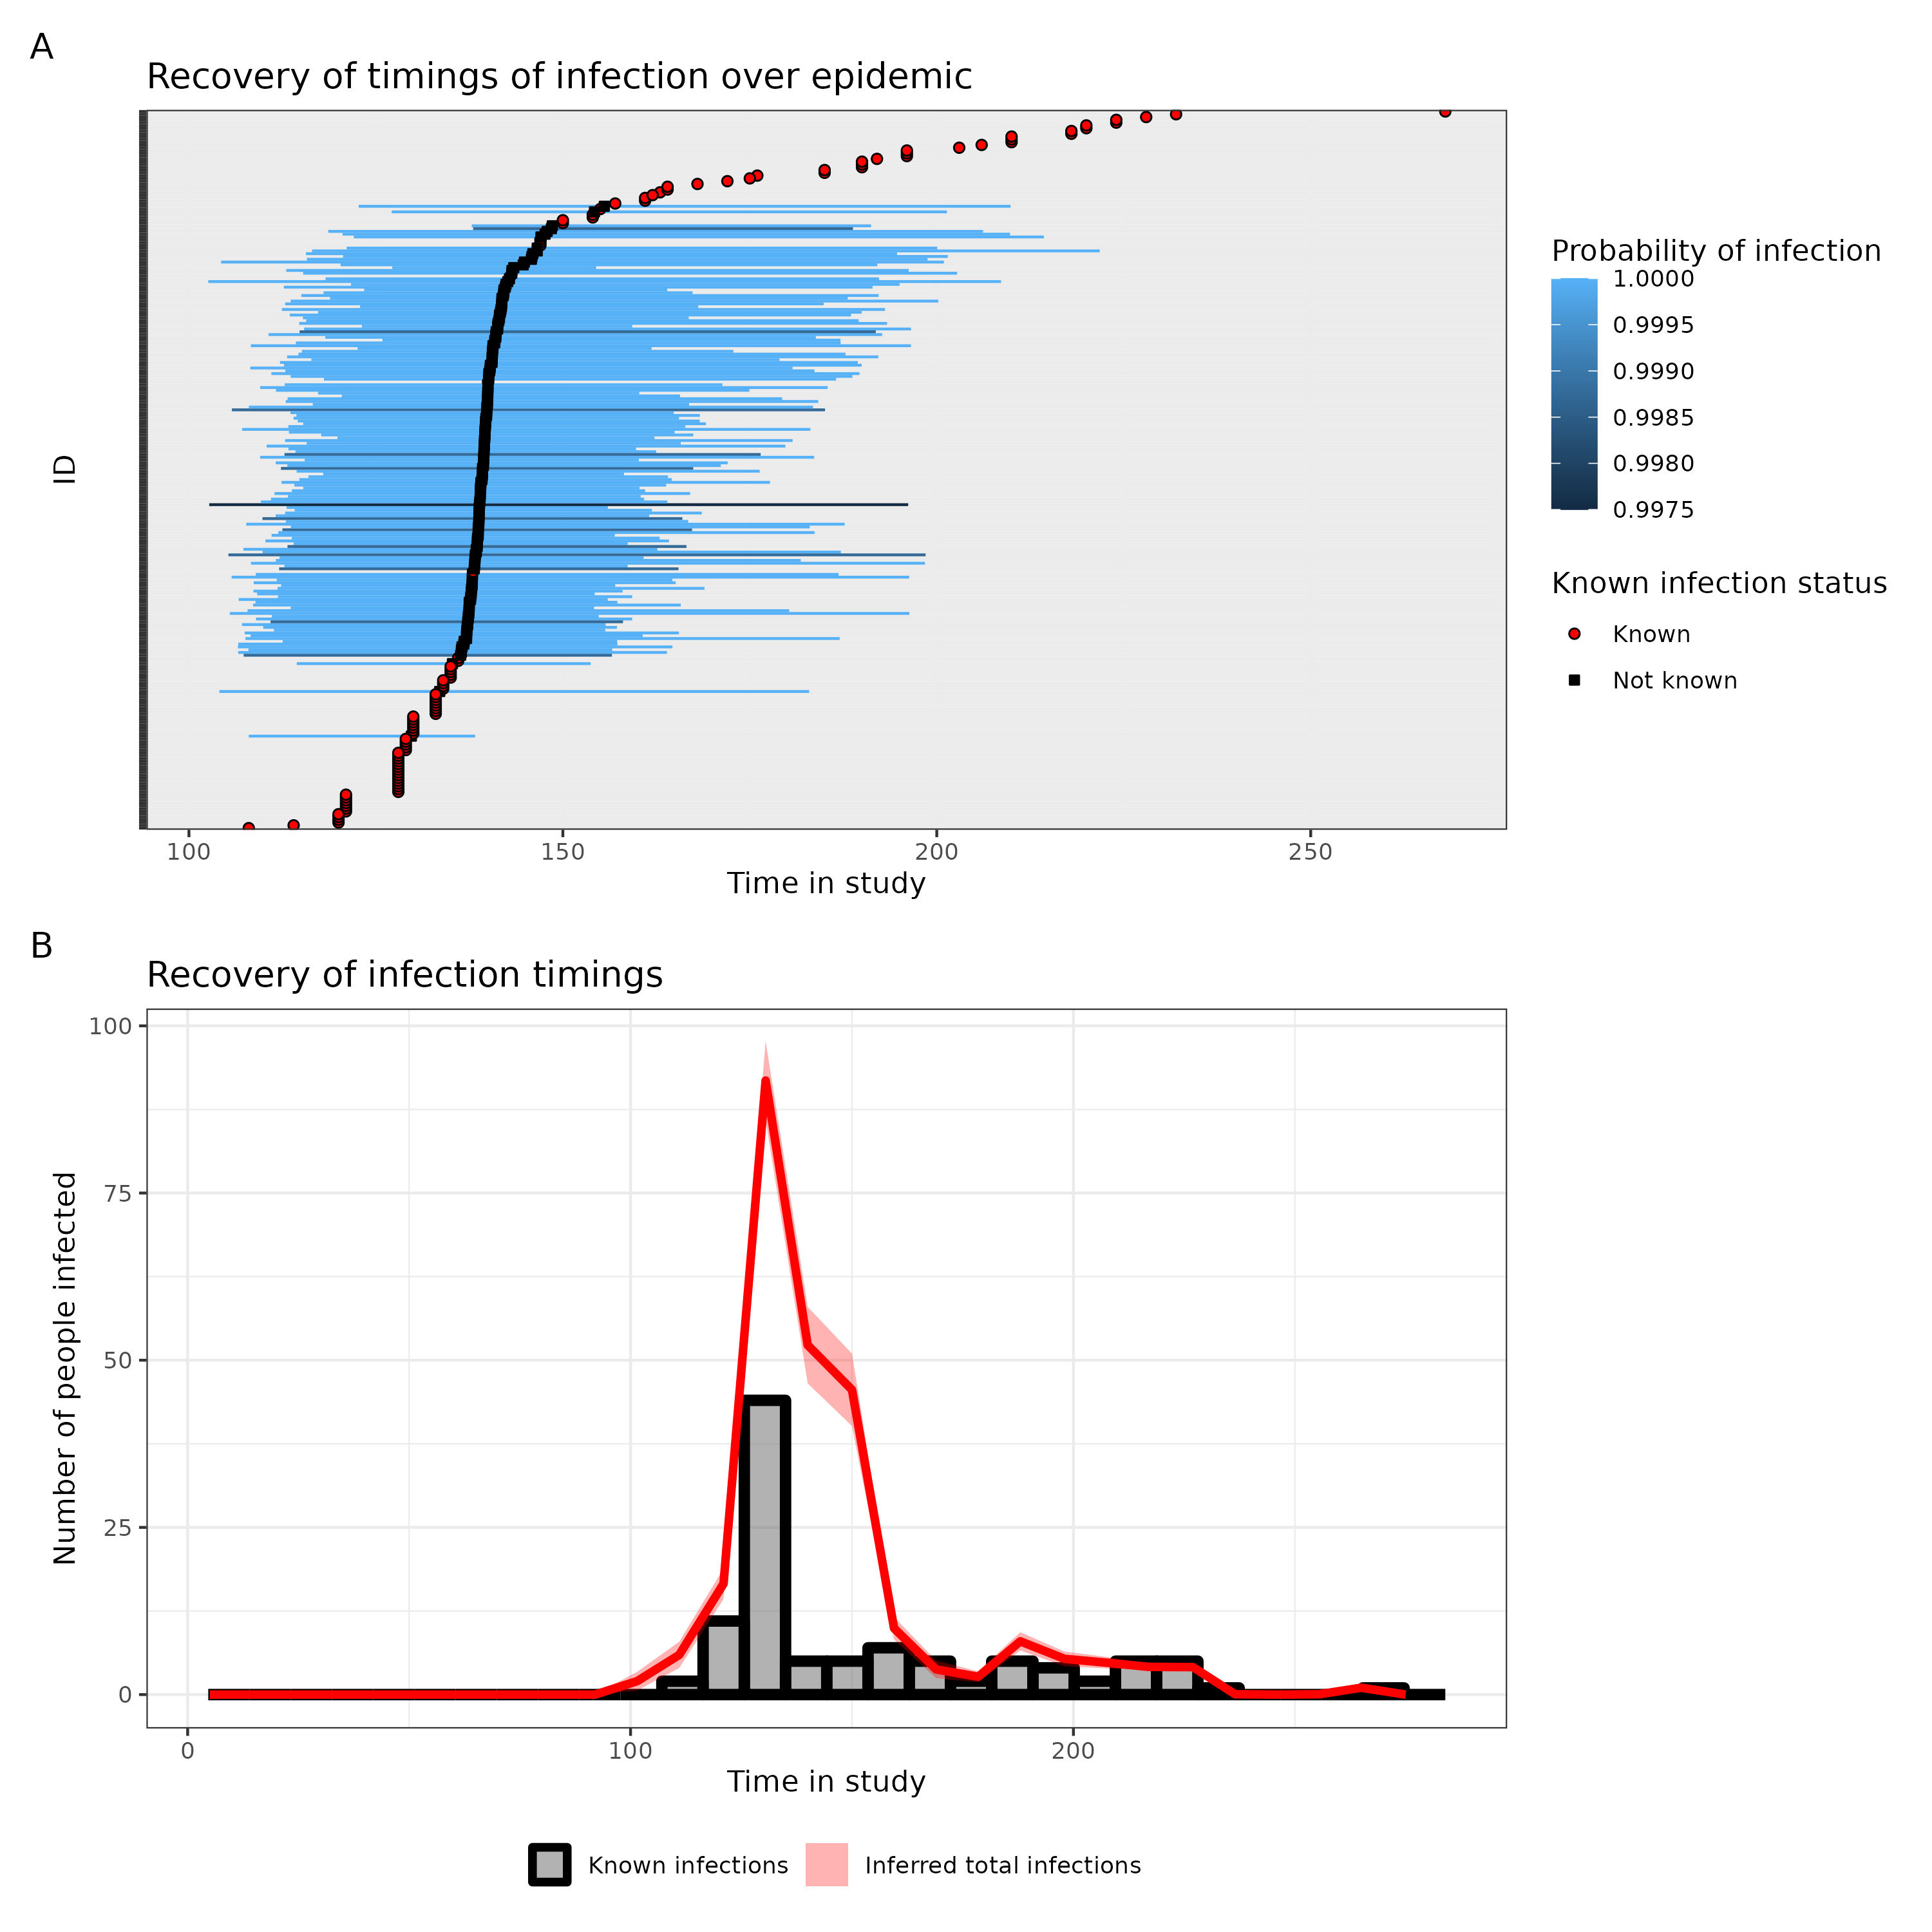 A
Recovery of timings of infection over epidemic
ID
100 150 200 250
Time in study
Probability of infection
1.0000
0.9995
0.9990
0.9985
0.9980
0.9975
Known infection status
Known
Not known
B
Recovery of infection timings
Number of people infected
100
75
50
25
0
0 100 200
Time in study
Known infections Inferred total infections